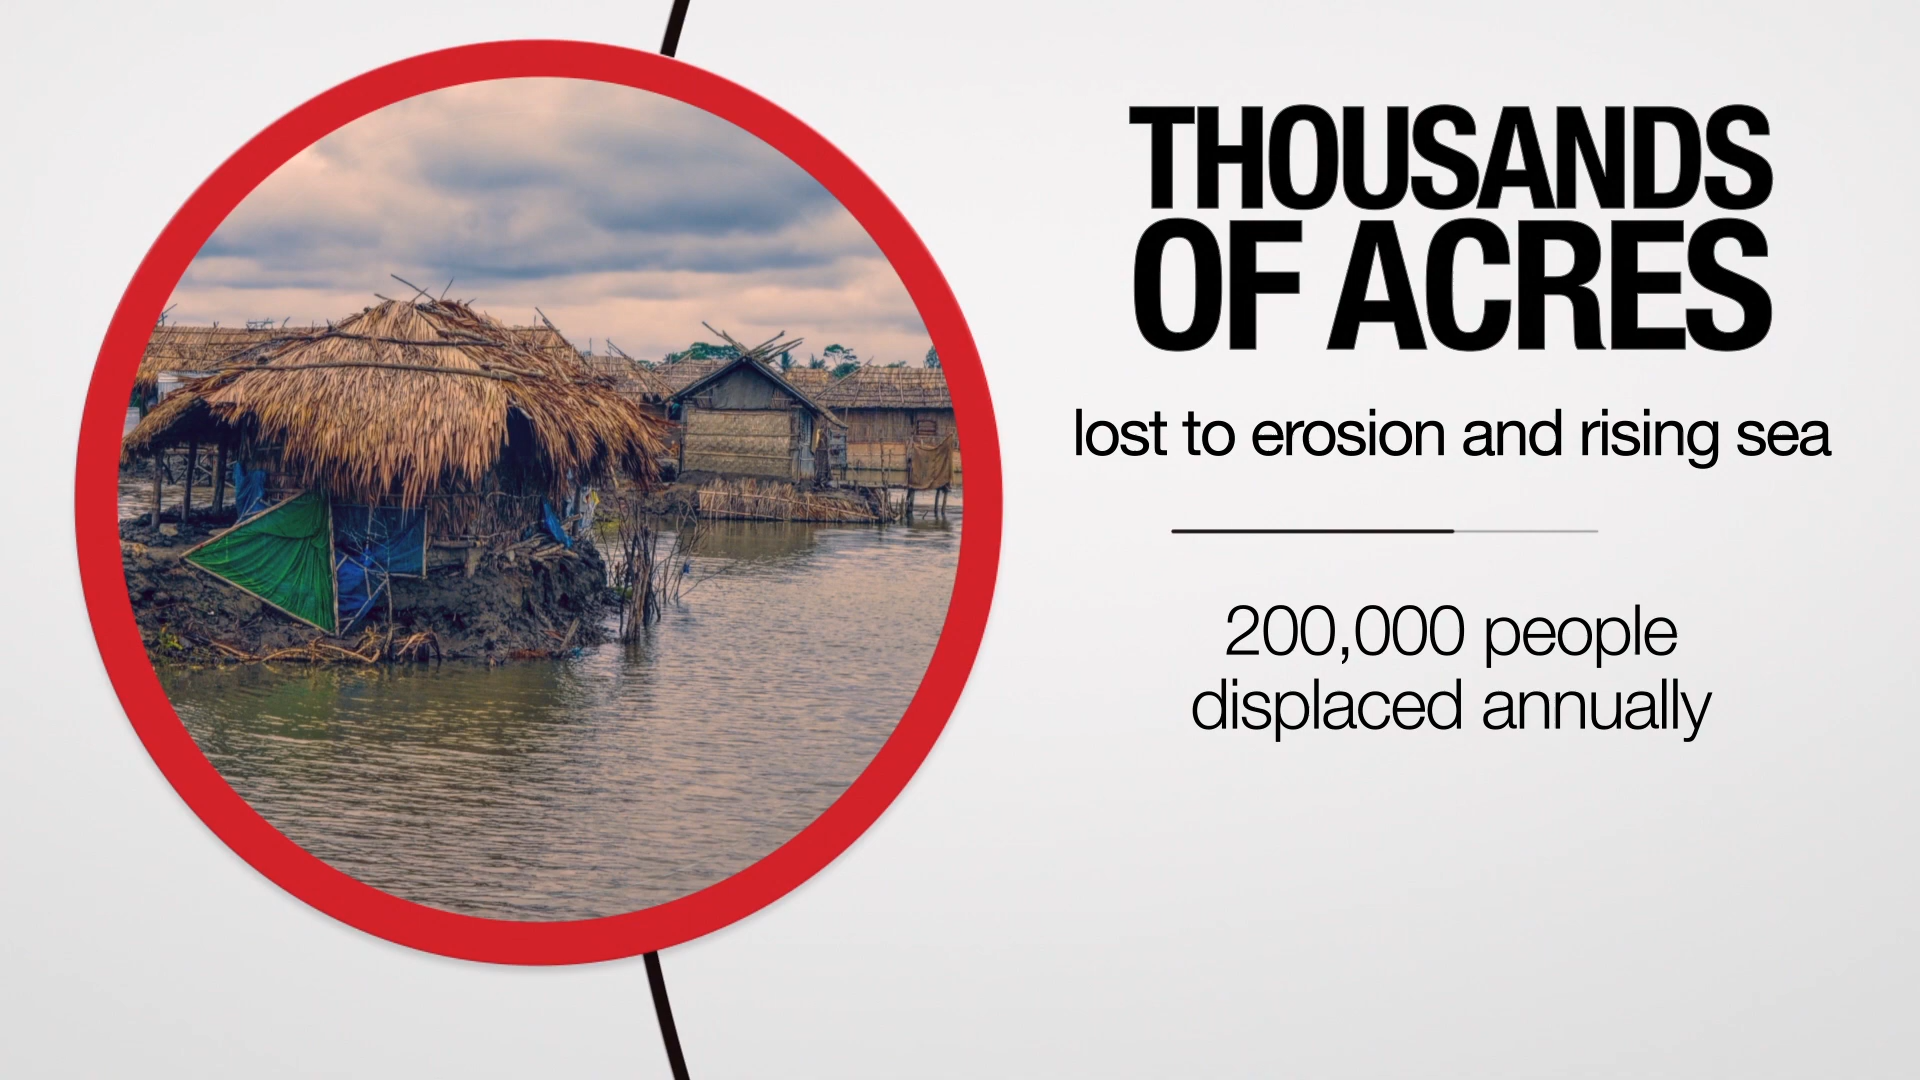 THOUSANDS
OF ACRES
lost to erosion and rising sea
200,000 people
displaced annually